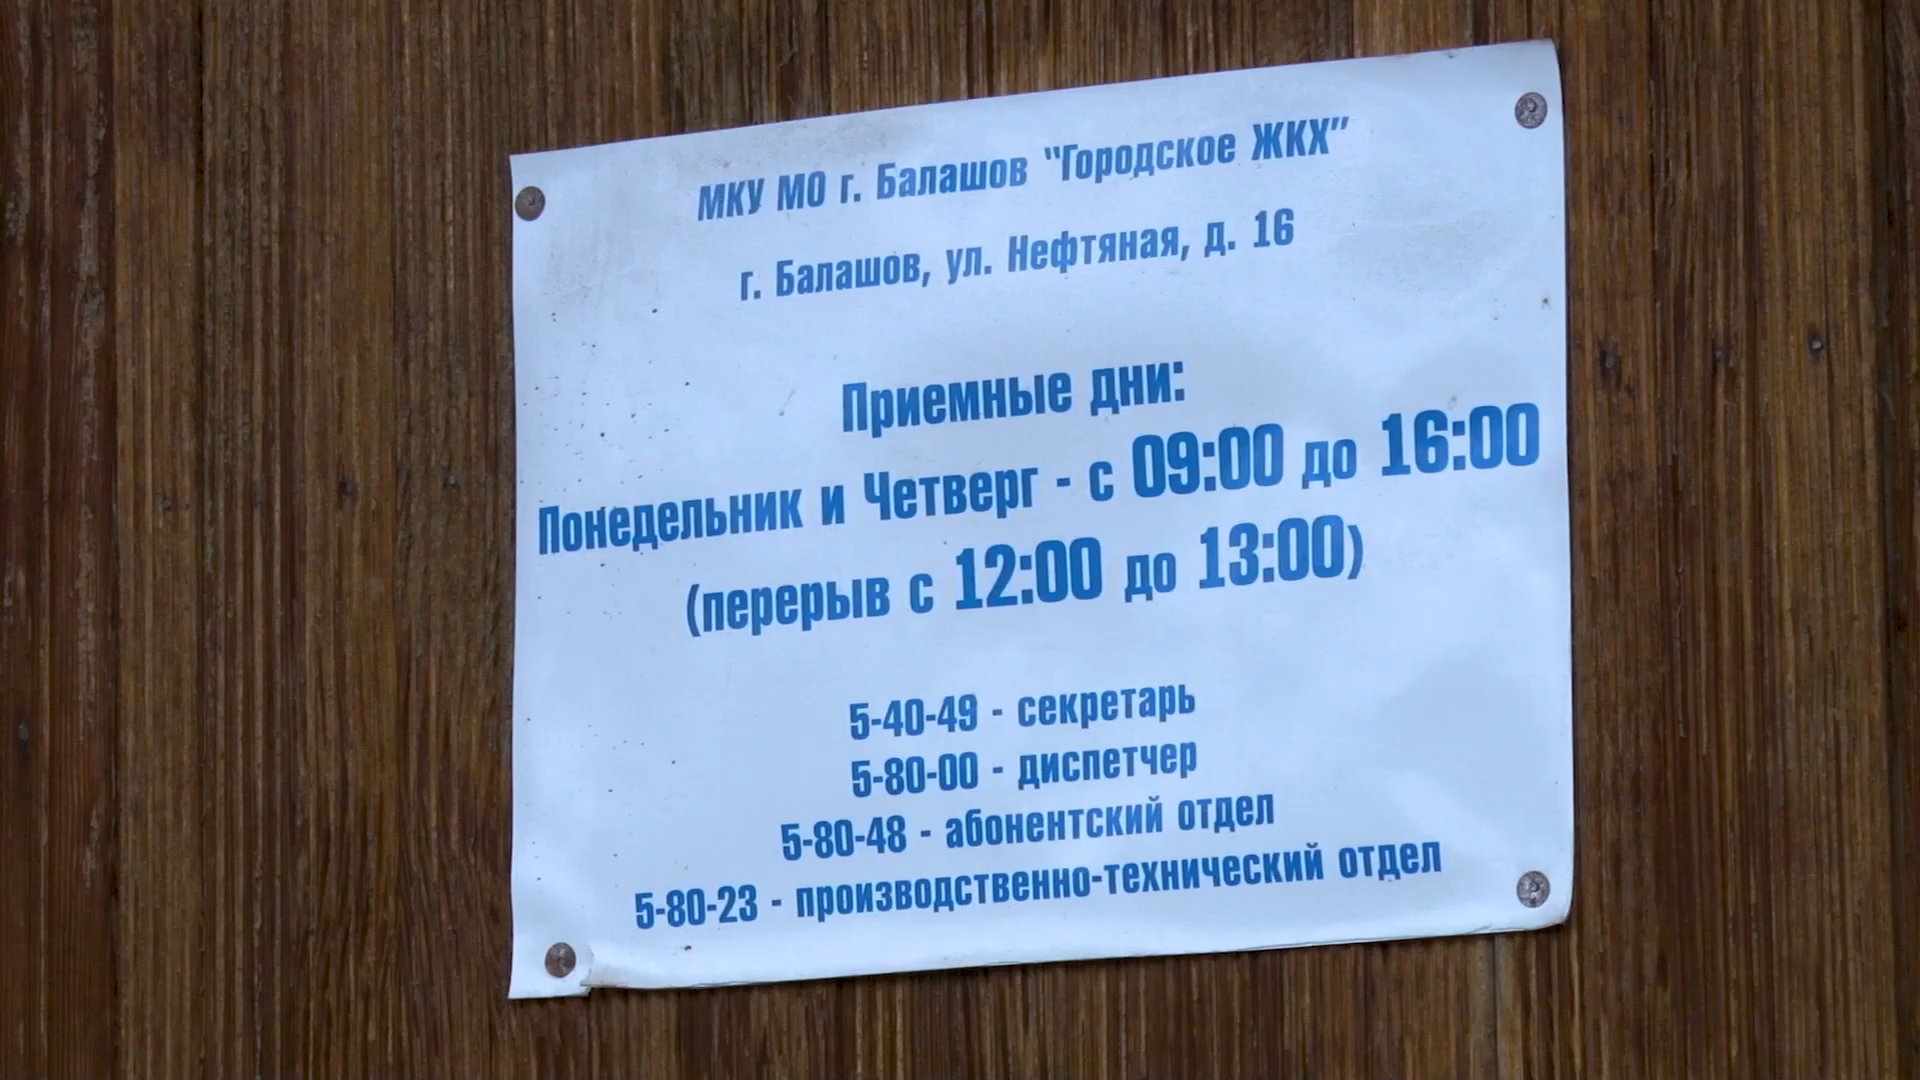 МКУ МО г. Балашов "Городское ЖКХ"
г. Балашов, ул. Нефтяная, д. 16
Приемные дни:
Понедельник и Четверг - с 09:00 до 16:00
(перерыв с 12:00 до 13:00)
5-40-49 - секретарь
5-80-00 - диспетчер
5-80-48 - абонентский отдел
5-80-23 - производственно-технический отдел